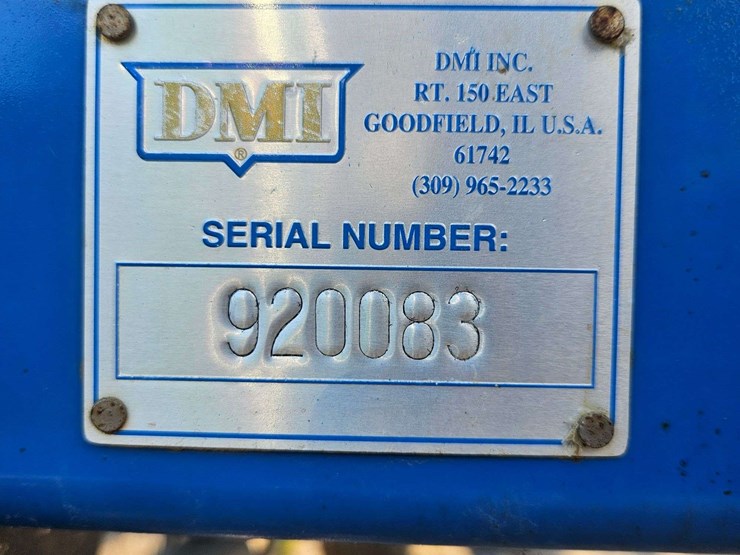 DMI
®
DMI INC.
RT. 150 EAST
GOODFIELD, IL U.S.A.
61742
(309) 965-2233
SERIAL NUMBER:
920083